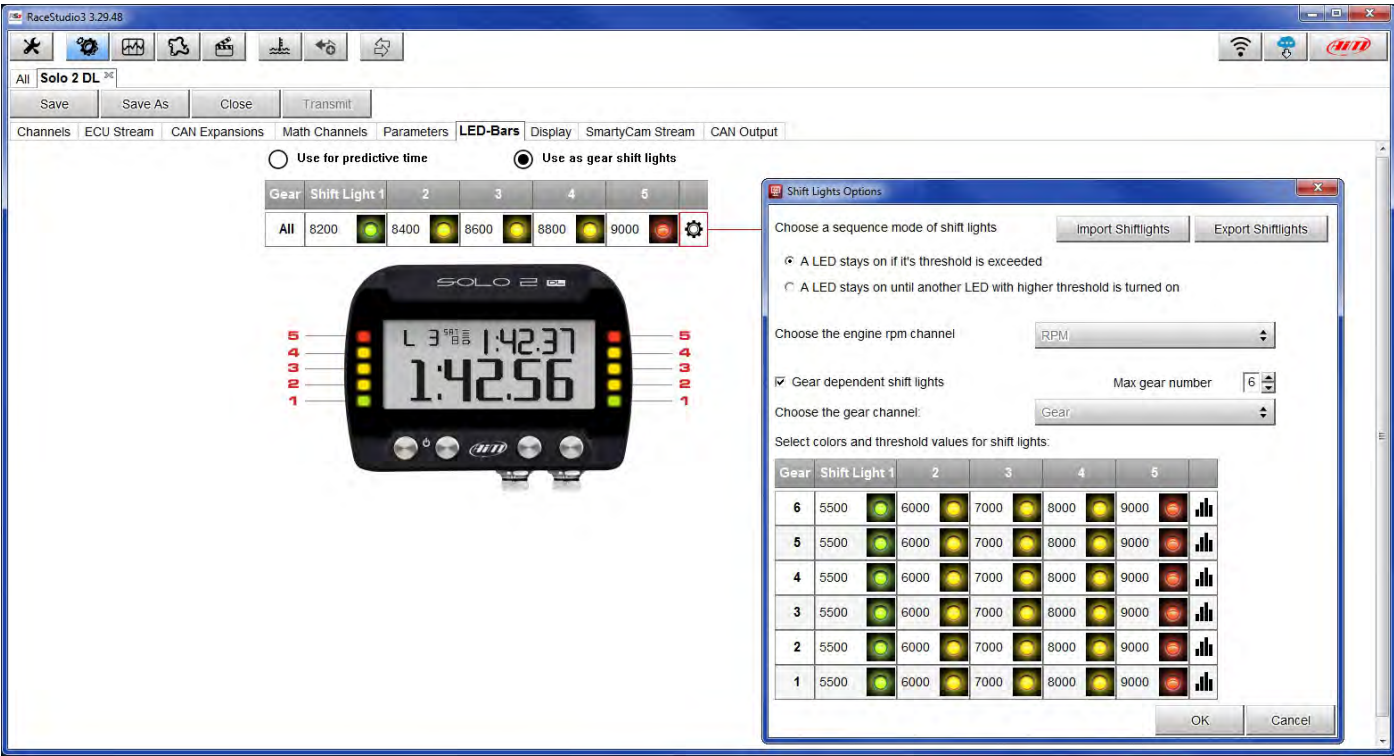 RaceStudio3 3.29.48
AiM
All Solo 2 DL
Save Save As Close Transmit
Channels ECU Stream CAN Expansions Math Channels Parameters LED-Bars Display SmartyCam Stream CAN Output
Use for predictive time Use as gear shift lights
Gear Shift Light 1 2 3 4 5
All 8200 8400 8600 8800 9000
SOLO 2 DL
L 3 1:42.37
1:42.56
5 5
4 4
3 3
2 2
1 1
AiM
Shift Lights Options
Choose a sequence mode of shift lights Import Shiftlights Export Shiftlights
A LED stays on if it's threshold is exceeded
A LED stays on until another LED with higher threshold is turned on
Choose the engine rpm channel RPM
Gear dependent shift lights Max gear number 6
Choose the gear channel: Gear
Select colors and threshold values for shift lights:
Gear Shift Light 1 2 3 4 5
6 5500 6000 7000 8000 9000
5 5500 6000 7000 8000 9000
4 5500 6000 7000 8000 9000
3 5500 6000 7000 8000 9000
2 5500 6000 7000 8000 9000
1 5500 6000 7000 8000 9000
OK Cancel